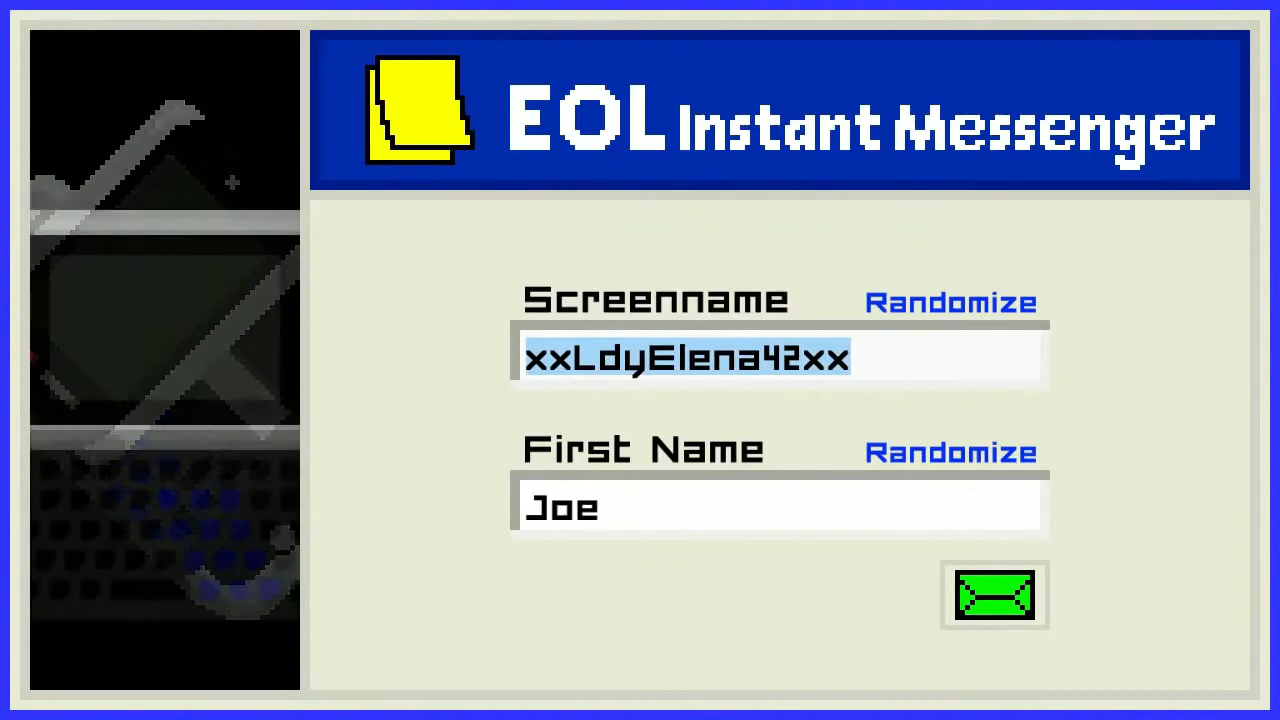 EOL Instant Messenger
Screenname Randomize
xxLdyElena42xx
First Name Randomize
Joe